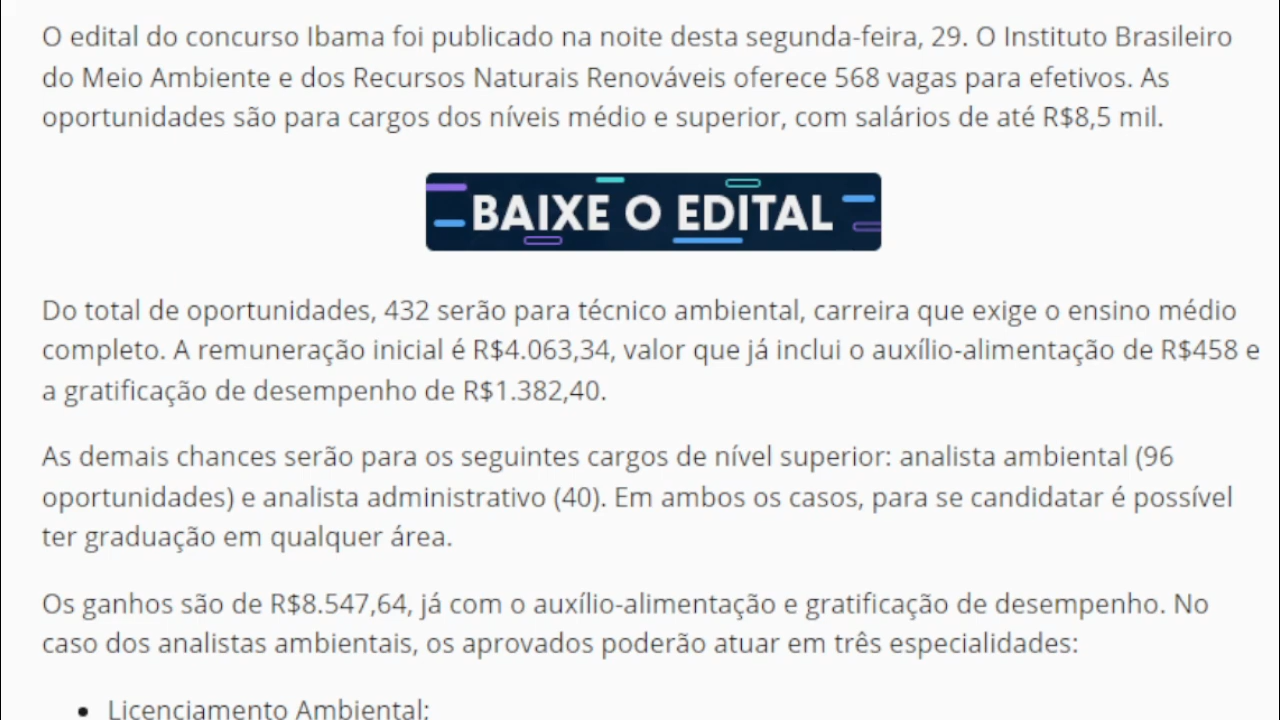 O edital do concurso Ibama foi publicado na noite desta segunda-feira, 29. O Instituto Brasileiro
do Meio Ambiente e dos Recursos Naturais Renováveis oferece 568 vagas para efetivos. As
oportunidades são para cargos dos níveis médio e superior, com salários de até R$8,5 mil.
BAIXE O EDITAL
Do total de oportunidades, 432 serão para técnico ambiental, carreira que exige o ensino médio
completo. A remuneração inicial é R$4.063,34, valor que já inclui o auxílio-alimentação de R$458 e
a gratificação de desempenho de R$1.382,40.
As demais chances serão para os seguintes cargos de nível superior: analista ambiental (96
oportunidades) e analista administrativo (40). Em ambos os casos, para se candidatar é possível
ter graduação em qualquer área.
Os ganhos são de R$8.547,64, já com o auxílio-alimentação e gratificação de desempenho. No
caso dos analistas ambientais, os aprovados poderão atuar em três especialidades:
• Licenciamento Ambiental;